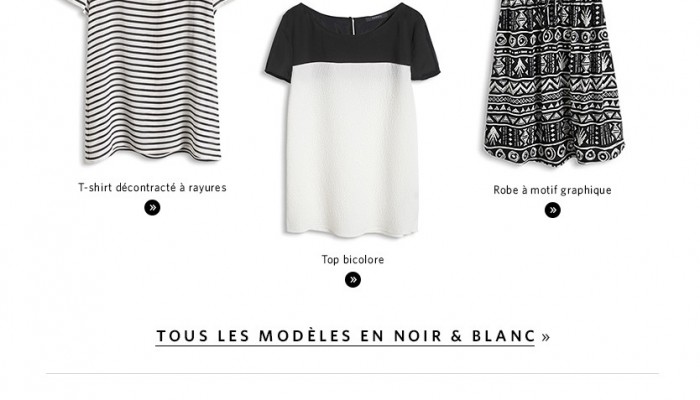 T-shirt décontracté à rayures
»
Top bicolore
»
Robe à motif graphique
»
TOUS LES MODÈLES EN NOIR & BLANC »